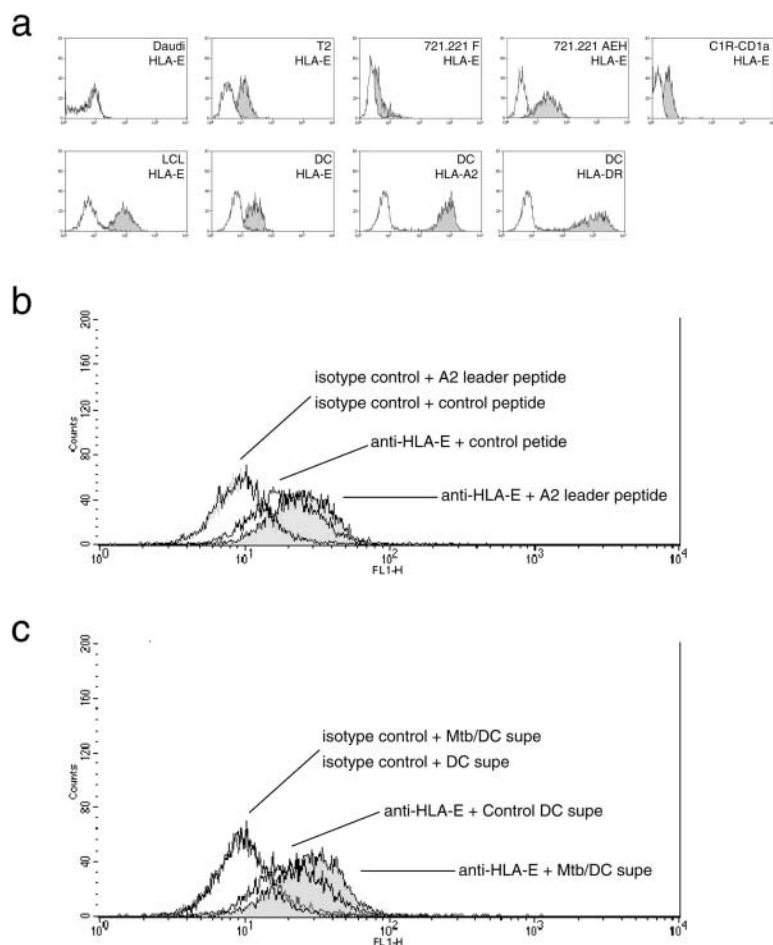 a
Daudi
HLA-E
T2
HLA-E
721.221 F
HLA-E
721.221 AEH
HLA-E
C1R-CD1a
HLA-E
LCL
HLA-E
DC
HLA-E
DC
HLA-A2
DC
HLA-DR
b
200
160
120
80
40
0
Counts
isotype control + A2 leader peptide
isotype control + control peptide
anti-HLA-E + control petide
anti-HLA-E + A2 leader peptide
10^0 10^1 10^2 10^3 10^4
FL1-H
c
200
160
120
80
40
0
Counts
isotype control + Mtb/DC supe
isotype control + DC supe
anti-HLA-E + Control DC supe
anti-HLA-E + Mtb/DC supe
10^0 10^1 10^2 10^3 10^4
FL1-H